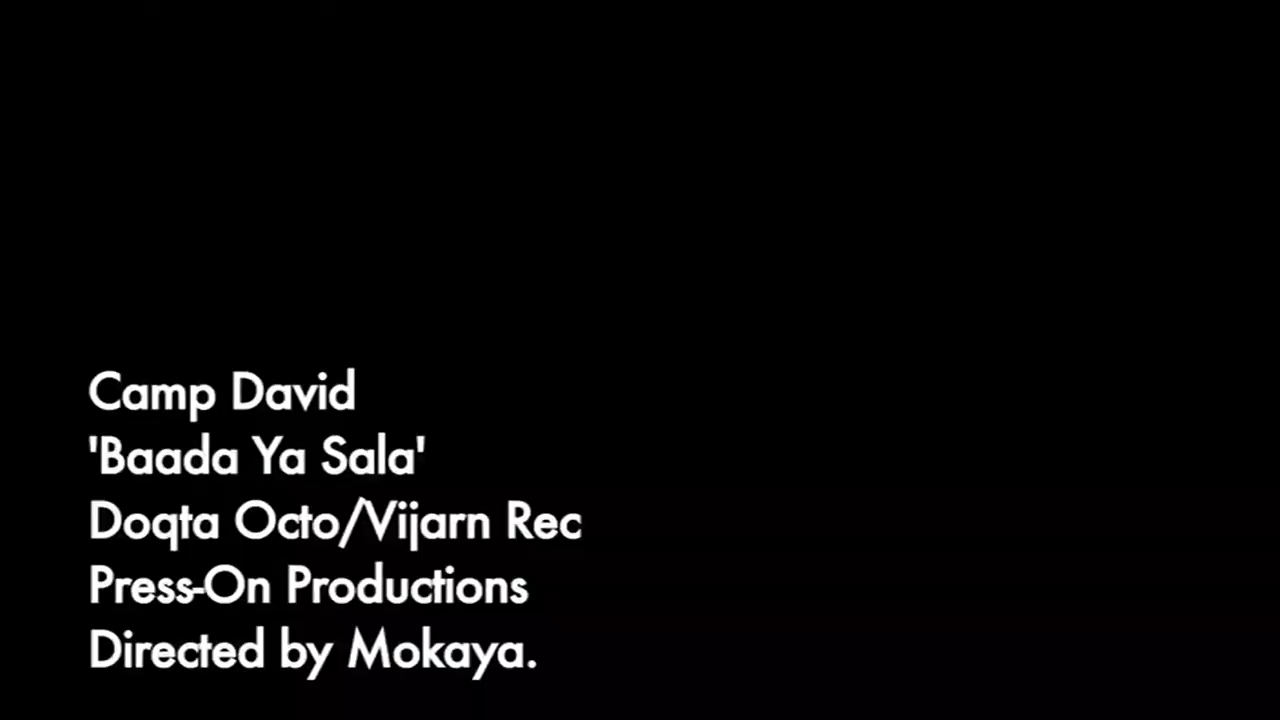 Camp David
'Baada Ya Sala'
Doqta Octo/Vijarn Rec
Press-On Productions
Directed by Mokaya.